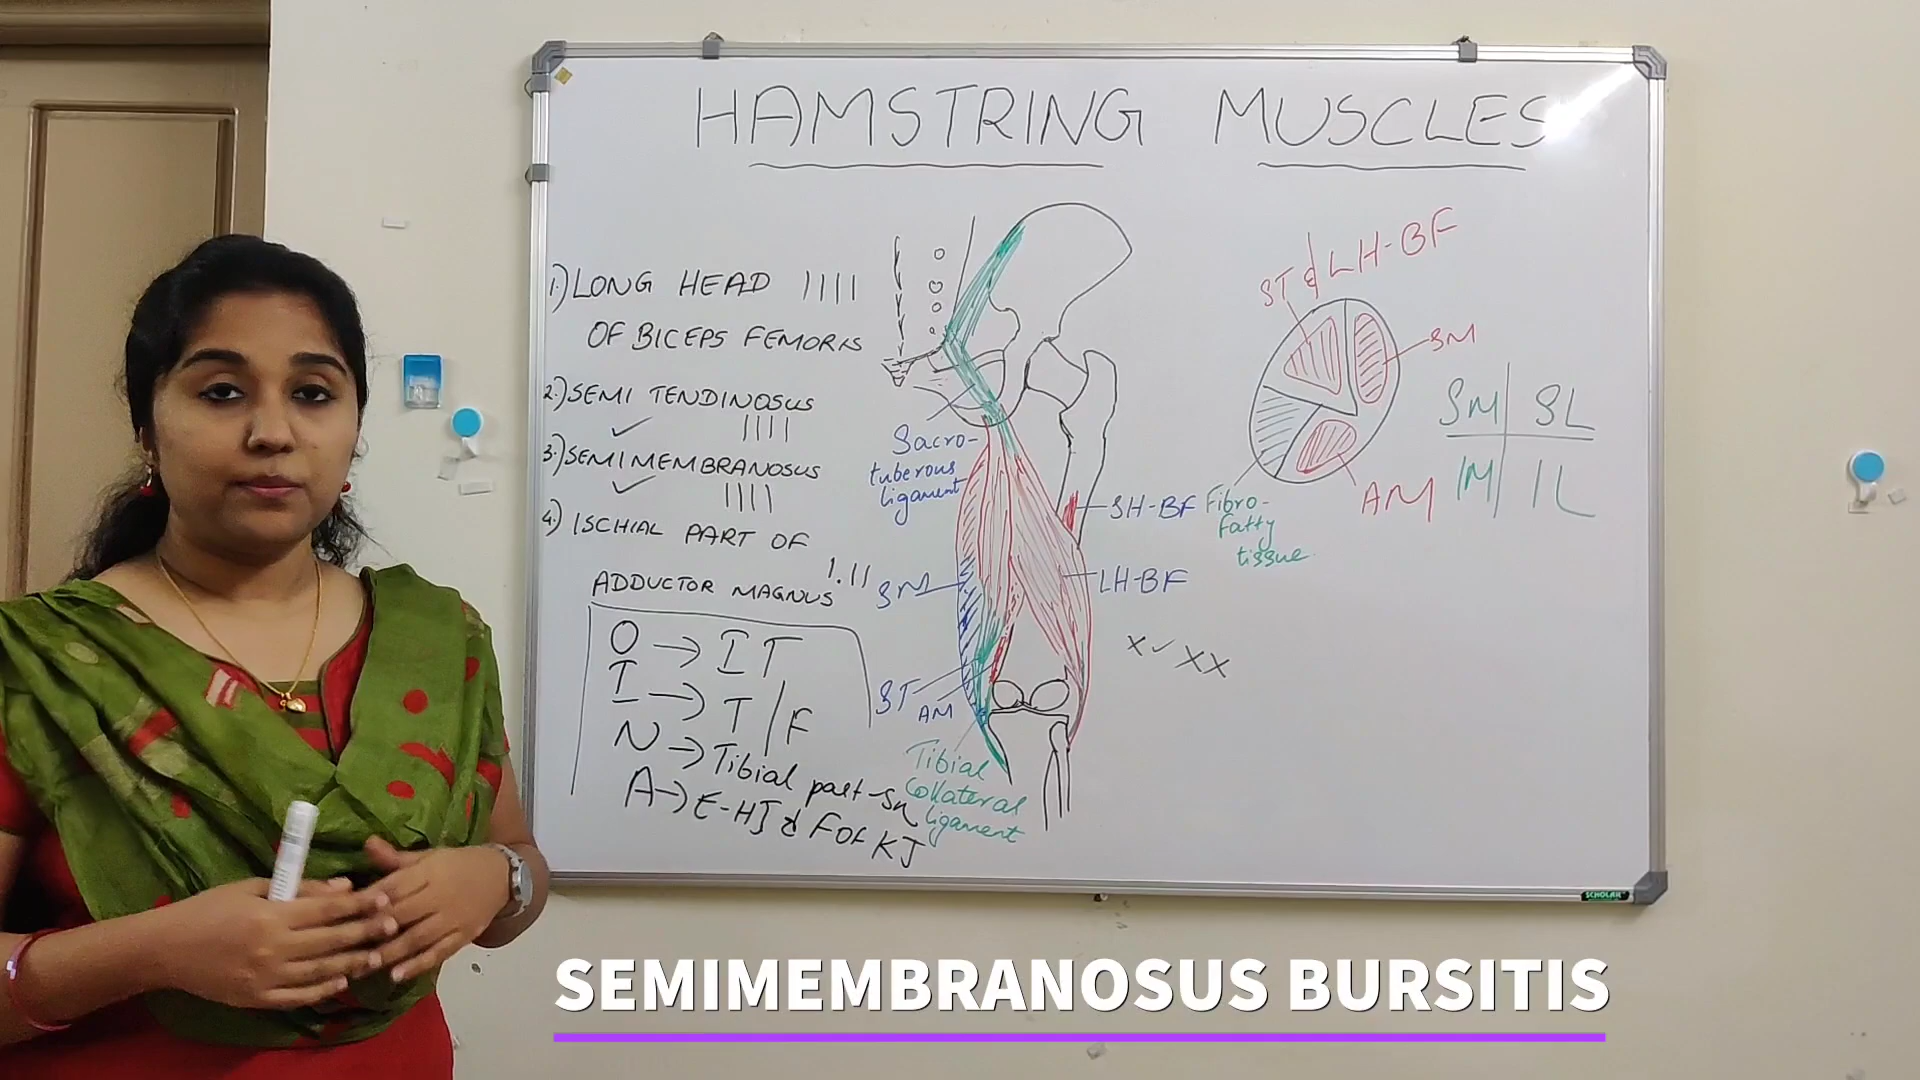 HAMSTRING MUSCLES
1.) LONG HEAD ||||
OF BICEPS FEMORIS
2.) SEMI TENDINOSUS
✓ ||||
3.) SEMIMEMBRANOSUS
✓ ||||
4.) ISCHIAL PART OF
ADDUCTOR MAGNUS
O → IT
I → T/F
N → Tibial part-SN
A → E-HJ & F OF KJ
Sacro-
tuberous
ligament
SM
ST
AM
Tibial
Collateral
ligament
SH-BF
LH-BF
X✓XX
ST & LH-BF
SM
AM
Fibro-
fatty
tissue
SM | SL
IM | IL
SCHOLAR
SEMIMEMBRANOSUS BURSITIS